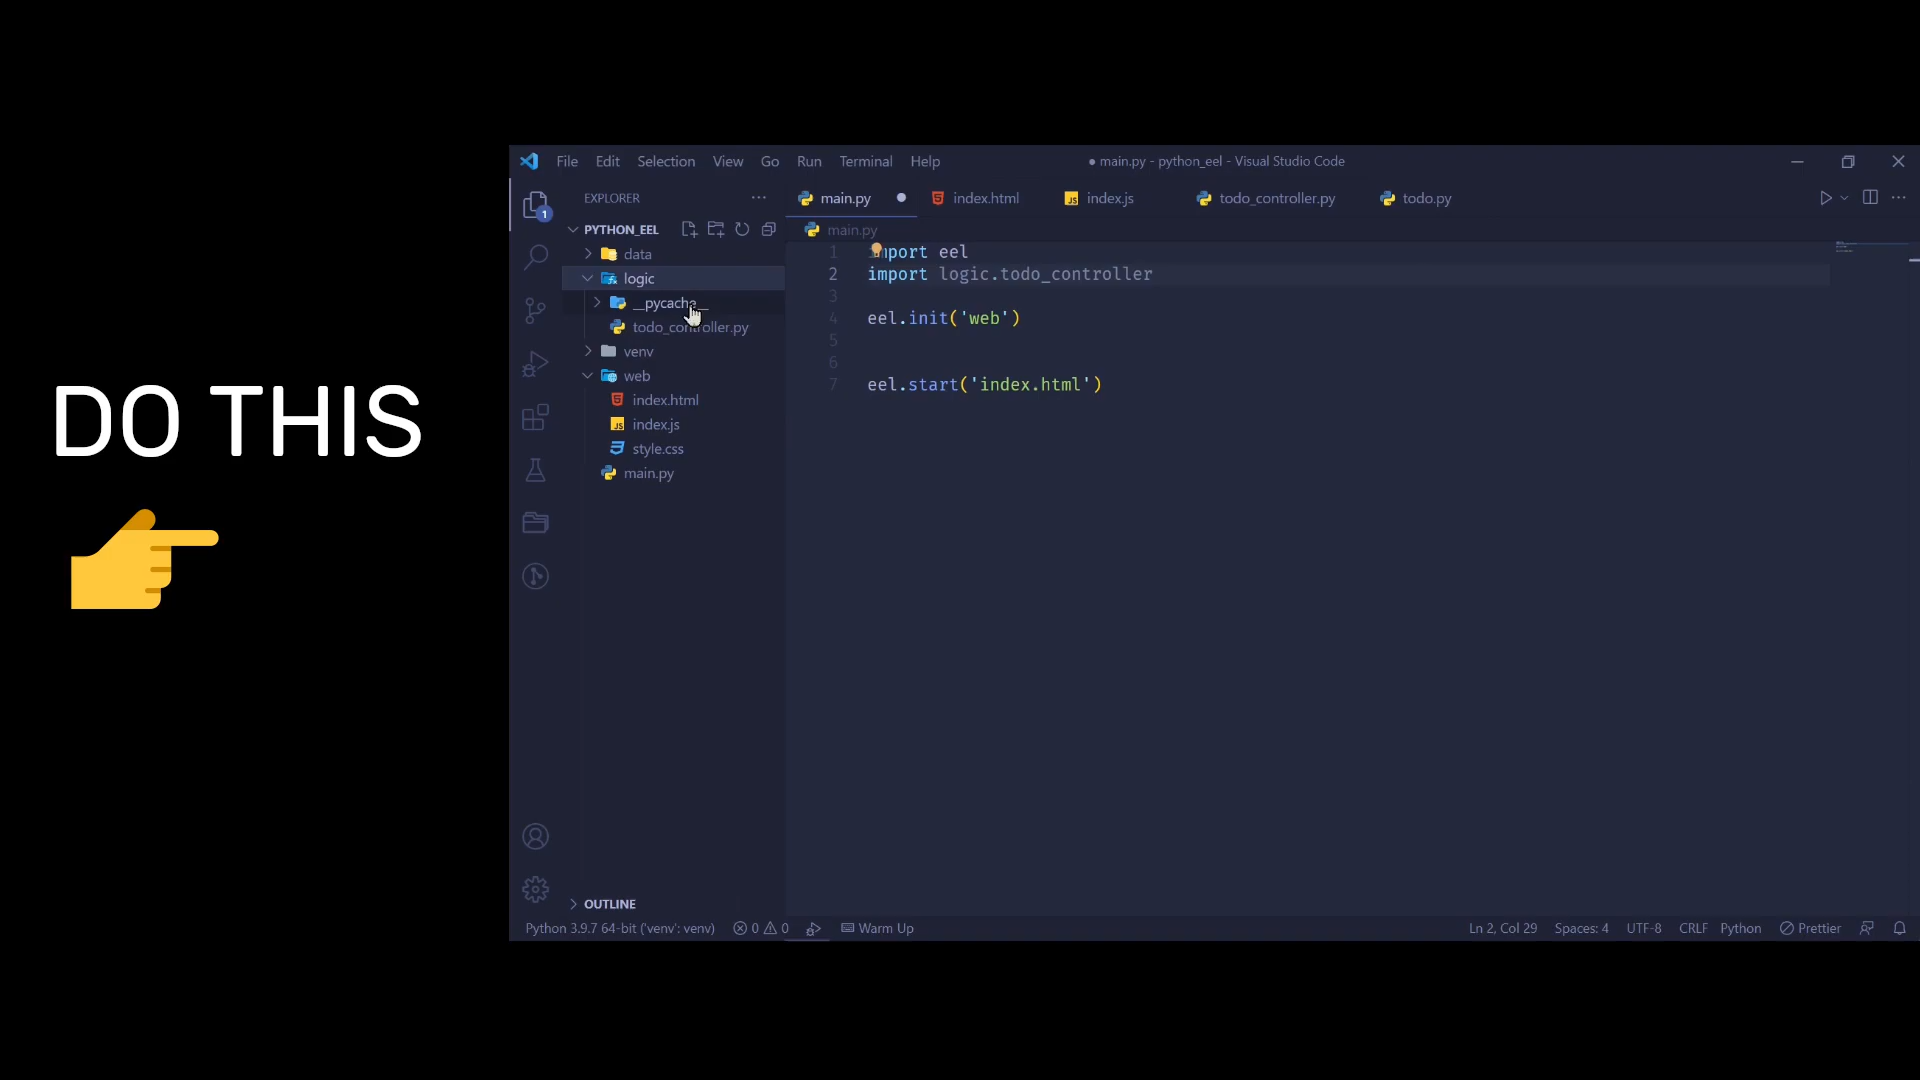 DO THIS
File Edit Selection View Go Run Terminal Help
● main.py - python_eel - Visual Studio Code
EXPLORER
main.py
index.html
JS index.js
todo_controller.py
todo.py
1
PYTHON_EEL
data
logic
__pycache__
todo_controller.py
venv
web
index.html
JS index.js
style.css
main.py
main.py
1 import eel
2 import logic.todo_controller
3
4 eel.init('web')
5
6
7 eel.start('index.html')
OUTLINE
Python 3.9.7 64-bit ('venv': venv) 0 0 Warm Up
Ln 2, Col 29 Spaces: 4 UTF-8 CRLF Python Prettier